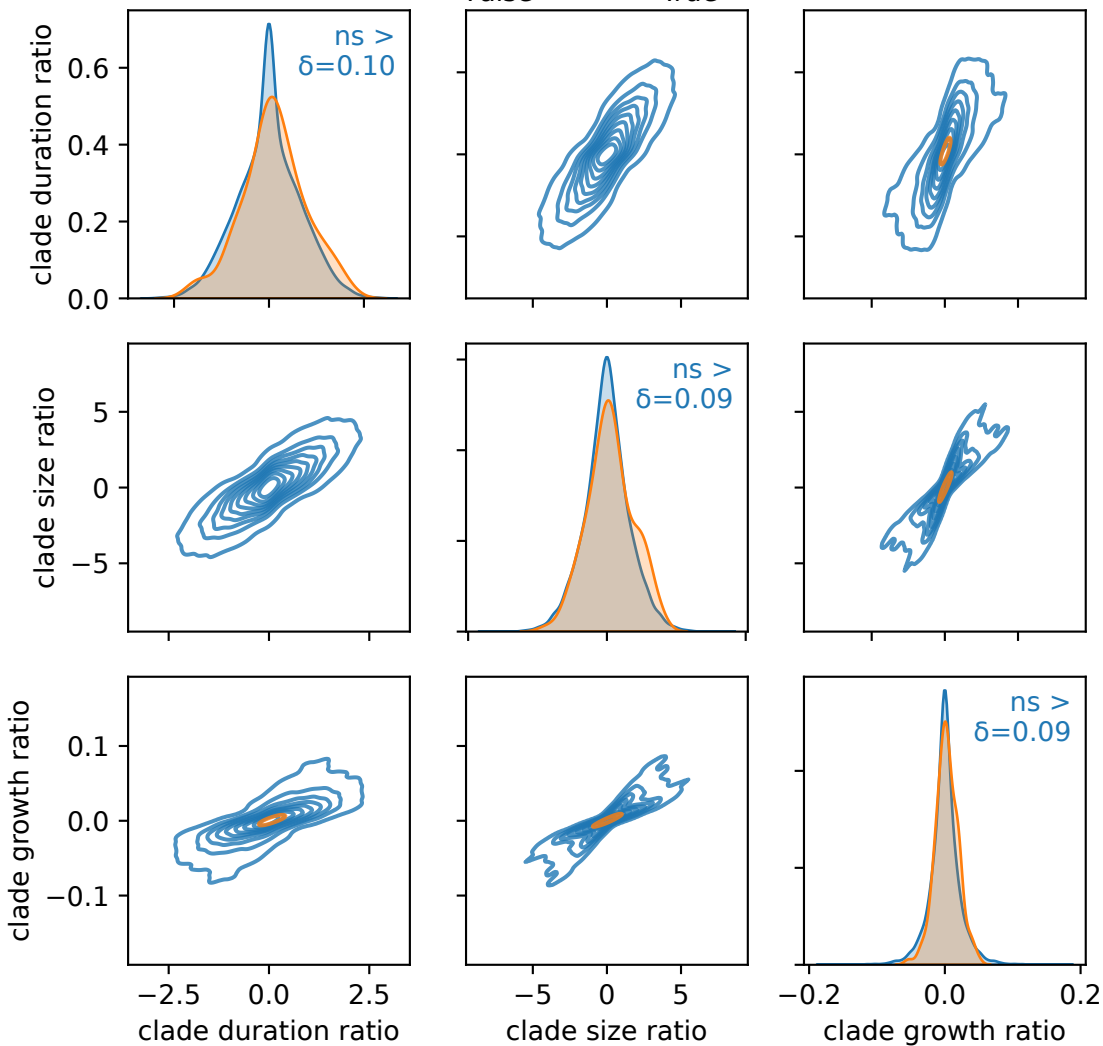 clade duration ratio
0.6
0.4
0.2
0.0
ns >
δ=0.10
clade size ratio
5
0
−5
ns >
δ=0.09
clade growth ratio
0.1
0.0
−0.1
ns >
δ=0.09
−2.5 0.0 2.5
−5 0 5
−0.2 0.0 0.2
clade duration ratio
clade size ratio
clade growth ratio